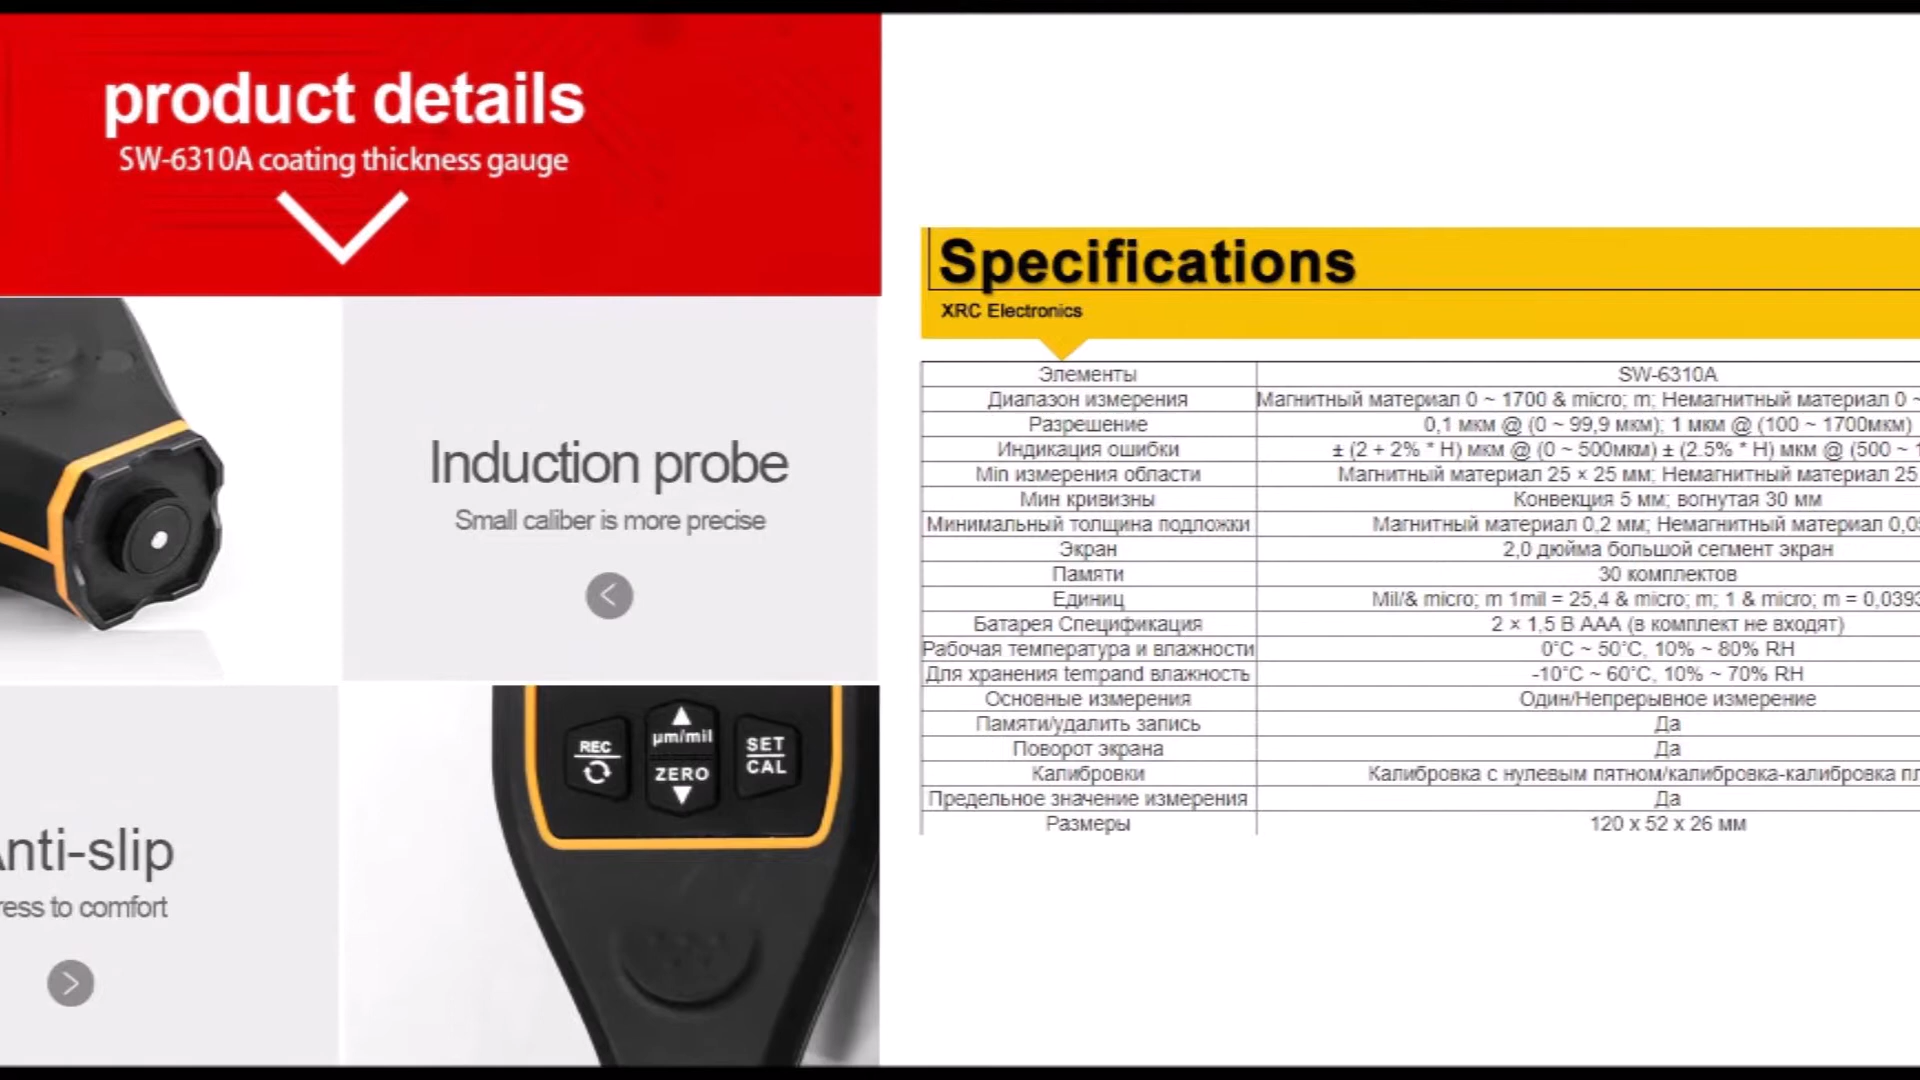 product details
SW-6310A coating thickness gauge
Induction probe
Small caliber is more precise
REC
µm/mil
ZERO
SET
CAL
nti-slip
ress to comfort
Specifications
XRC Electronics
Элементы SW-6310A
Диапазон измерения Магнитный материал 0 ~ 1700 & micro; m; Немагнитный материал 0 ~
Разрешение 0,1 мкм @ (0 ~ 99,9 мкм); 1 мкм @ (100 ~ 1700мкм)
Индикация ошибки ± (2 + 2% * H) мкм @ (0 ~ 500мкм) ± (2.5% * H) мкм @ (500 ~ 1
Min измерения области Магнитный материал 25 × 25 мм; Немагнитный материал 25
Мин кривизны Конвекция 5 мм; вогнутая 30 мм
Минимальный толщина подложки Магнитный материал 0,2 мм; Немагнитный материал 0,0
Экран 2,0 дюйма большой сегмент экран
Памяти 30 комплектов
Единиц Mil/& micro; m 1mil = 25,4 & micro; m; 1 & micro; m = 0,0393
Батарея Спецификация 2 × 1,5 В ААА (в комплект не входят)
Рабочая температура и влажности 0°C ~ 50°C, 10% ~ 80% RH
Для хранения tempand влажность -10°C ~ 60°C, 10% ~ 70% RH
Основные измерения Один/Непрерывное измерение
Памяти/удалить запись Да
Поворот экрана Да
Калибровки Калибровка с нулевым пятном/калибровка-калибровка пл
Предельное значение измерения Да
Размеры 120 x 52 x 26 мм